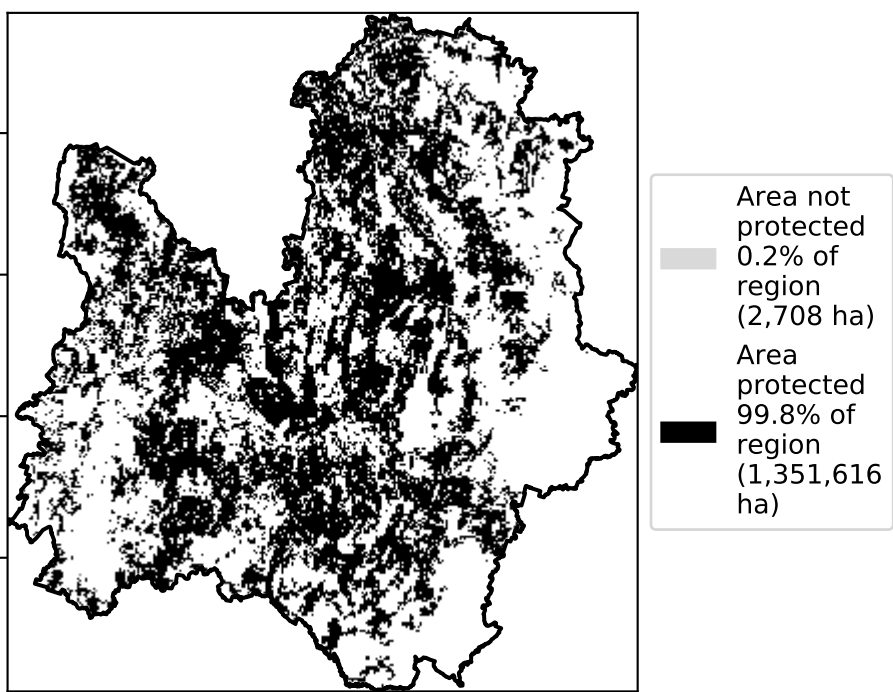 Area not
protected
0.2% of
region
(2,708 ha)
Area
protected
99.8% of
region
(1,351,616
ha)